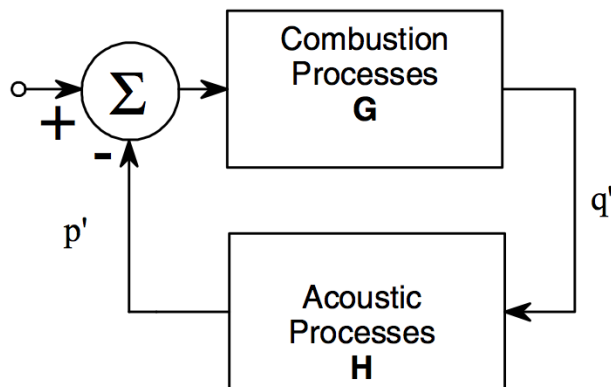 Combustion
Processes
G
Σ
+
-
p'
q'
Acoustic
Processes
H